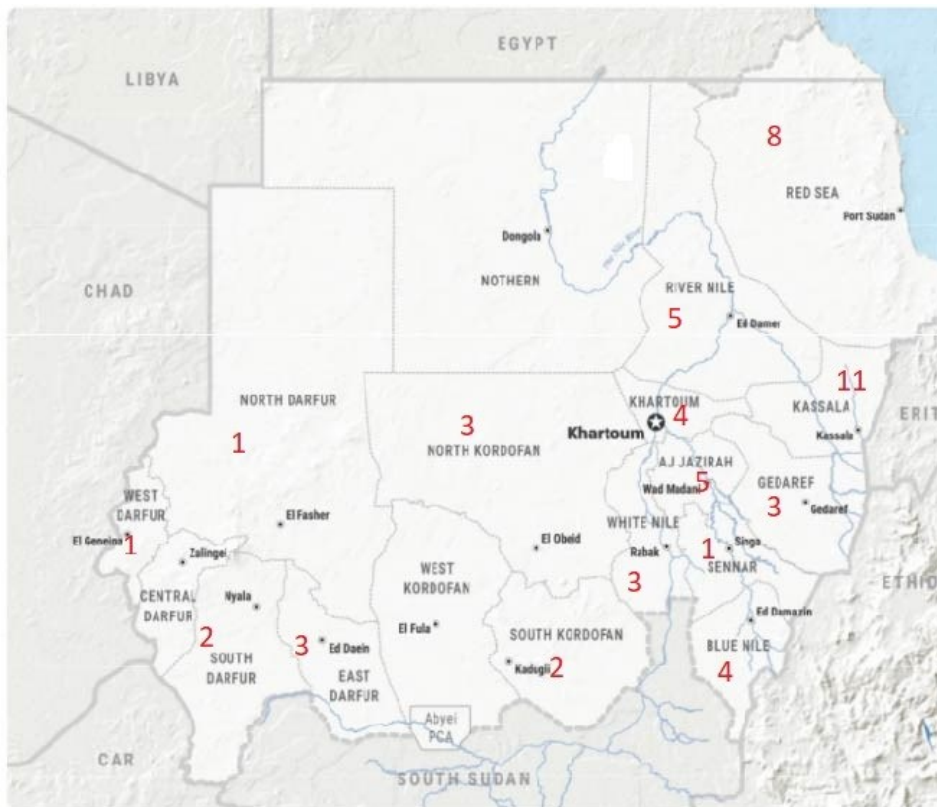 EGYPT
LIBYA
8
RED SEA
Port Sudan
Dongola
The Nile River
NOTHERN
CHAD
RIVER NILE
5
Ed Damer
11
NORTH DARFUR
KHARTOUM
4
KASSALA
ERIT
3
1
Khartoum
Kassala
NORTH KORDOFAN
AJ JAZIRAH
5
Wad Madani
GEDAREF
3
Gedaref
WEST
DARFUR
El Fasher
WHITE NILE
El Geneina
1
El Obeid
Rabak
1
Singa
SENNAR
Zalingei
WEST
KORDOFAN
3
ETHIO
CENTRAL
DARFUR
Nyala
Ed Damazin
El Fula
SOUTH KORDOFAN
2
3
Ed Daein
BLUE NILE
SOUTH
DARFUR
EAST
DARFUR
Kadugli
2
4
Abyei
PCA
CAR
SOUTH SUDAN